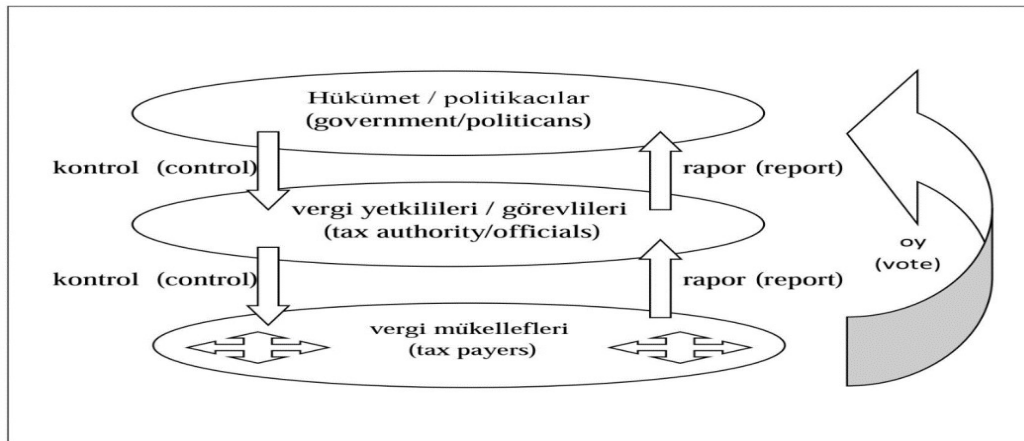 Hükümet / politikacılar
(government/politicans)
kontrol (control)
rapor (report)
vergi yetkilileri / görevlileri
(tax authority/officials)
oy
(vote)
kontrol (control)
rapor (report)
vergi mükellefleri
(tax payers)